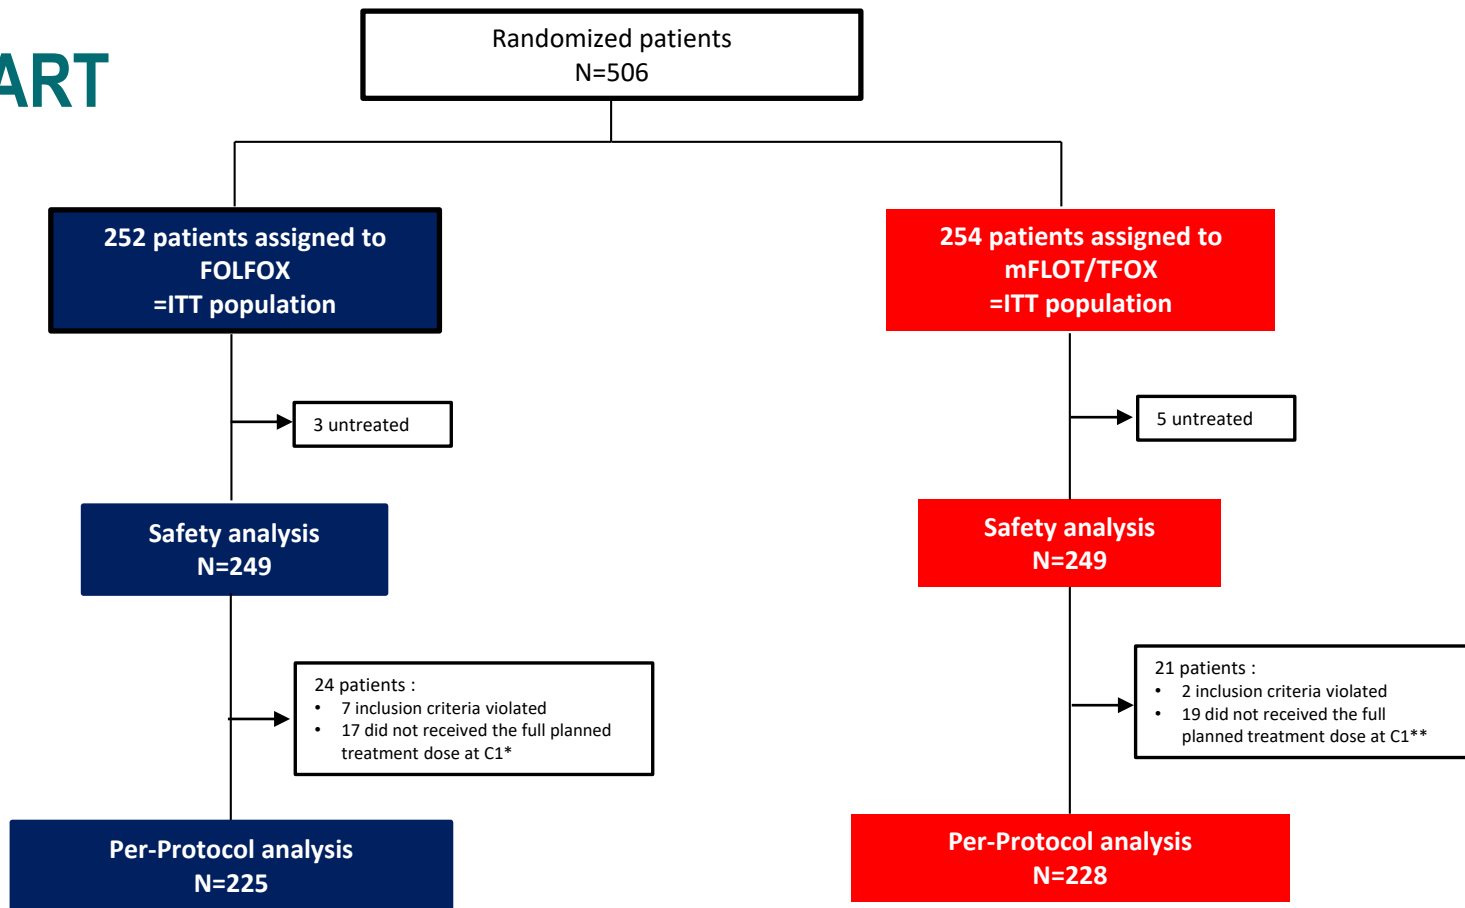 ART
Randomized patients
N=506
252 patients assigned to
FOLFOX
=ITT population
254 patients assigned to
mFLOT/TFOX
=ITT population
3 untreated
5 untreated
Safety analysis
N=249
Safety analysis
N=249
24 patients :
• 7 inclusion criteria violated
• 17 did not received the full planned
treatment dose at C1*
21 patients :
• 2 inclusion criteria violated
• 19 did not received the full
planned treatment dose at C1**
Per-Protocol analysis
N=225
Per-Protocol analysis
N=228